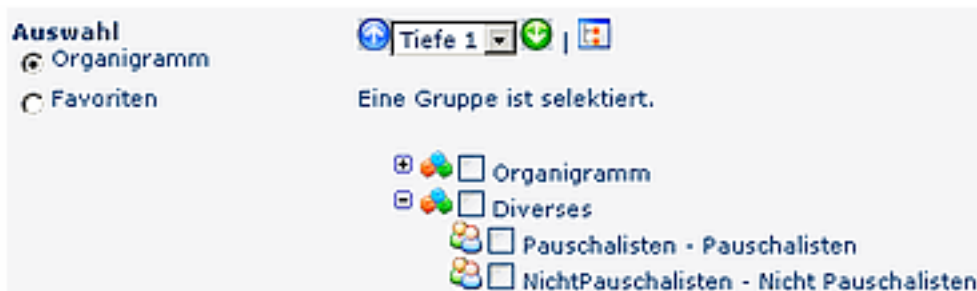 Auswahl
Organigramm
Favoriten
Tiefe 1 |
Eine Gruppe ist selektiert.
Organigramm
Diverses
Pauschalisten - Pauschalisten
NichtPauschalisten - Nicht Pauschalisten